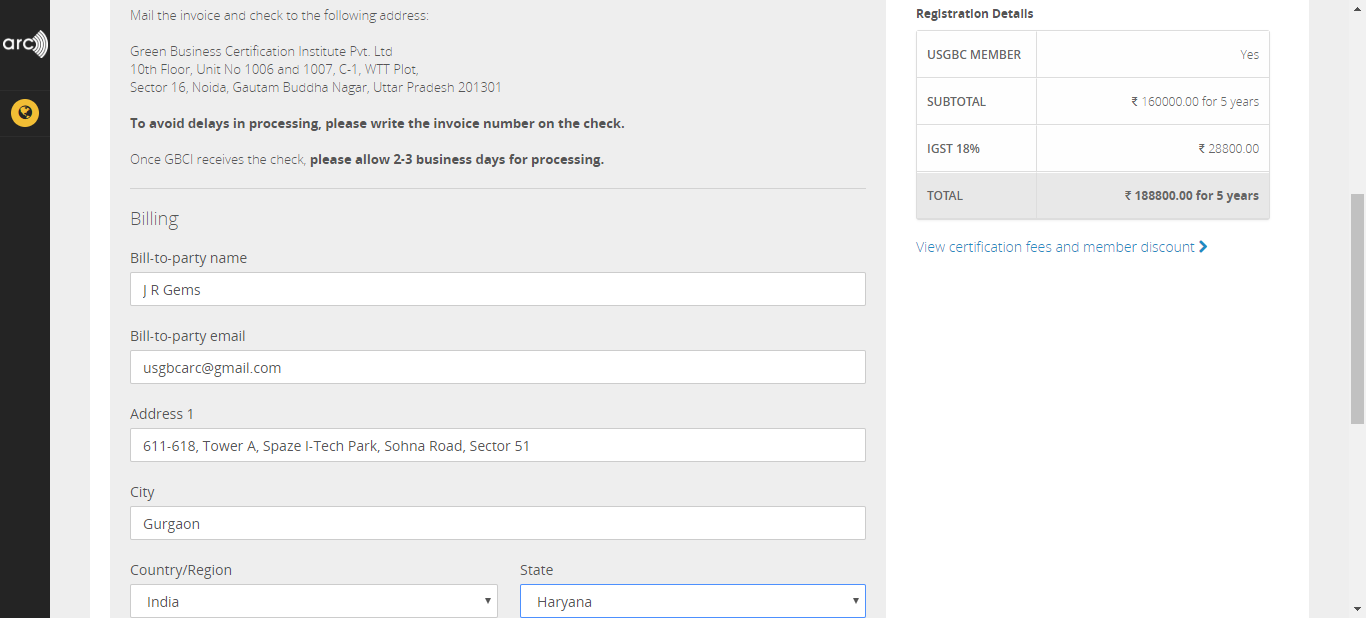 arc
Mail the invoice and check to the following address:
Green Business Certification Institute Pvt. Ltd
10th Floor, Unit No 1006 and 1007, C-1, WTT Plot,
Sector 16, Noida, Gautam Buddha Nagar, Uttar Pradesh 201301
To avoid delays in processing, please write the invoice number on the check.
Once GBCI receives the check, please allow 2-3 business days for processing.
Billing
Bill-to-party name
J R Gems
Bill-to-party email
usgbcarc@gmail.com
Address 1
611-618, Tower A, Spaze I-Tech Park, Sohna Road, Sector 51
City
Gurgaon
Country/Region State
India Haryana
Registration Details
USGBC MEMBER Yes
SUBTOTAL ₹ 160000.00 for 5 years
IGST 18% ₹ 28800.00
TOTAL ₹ 188800.00 for 5 years
View certification fees and member discount